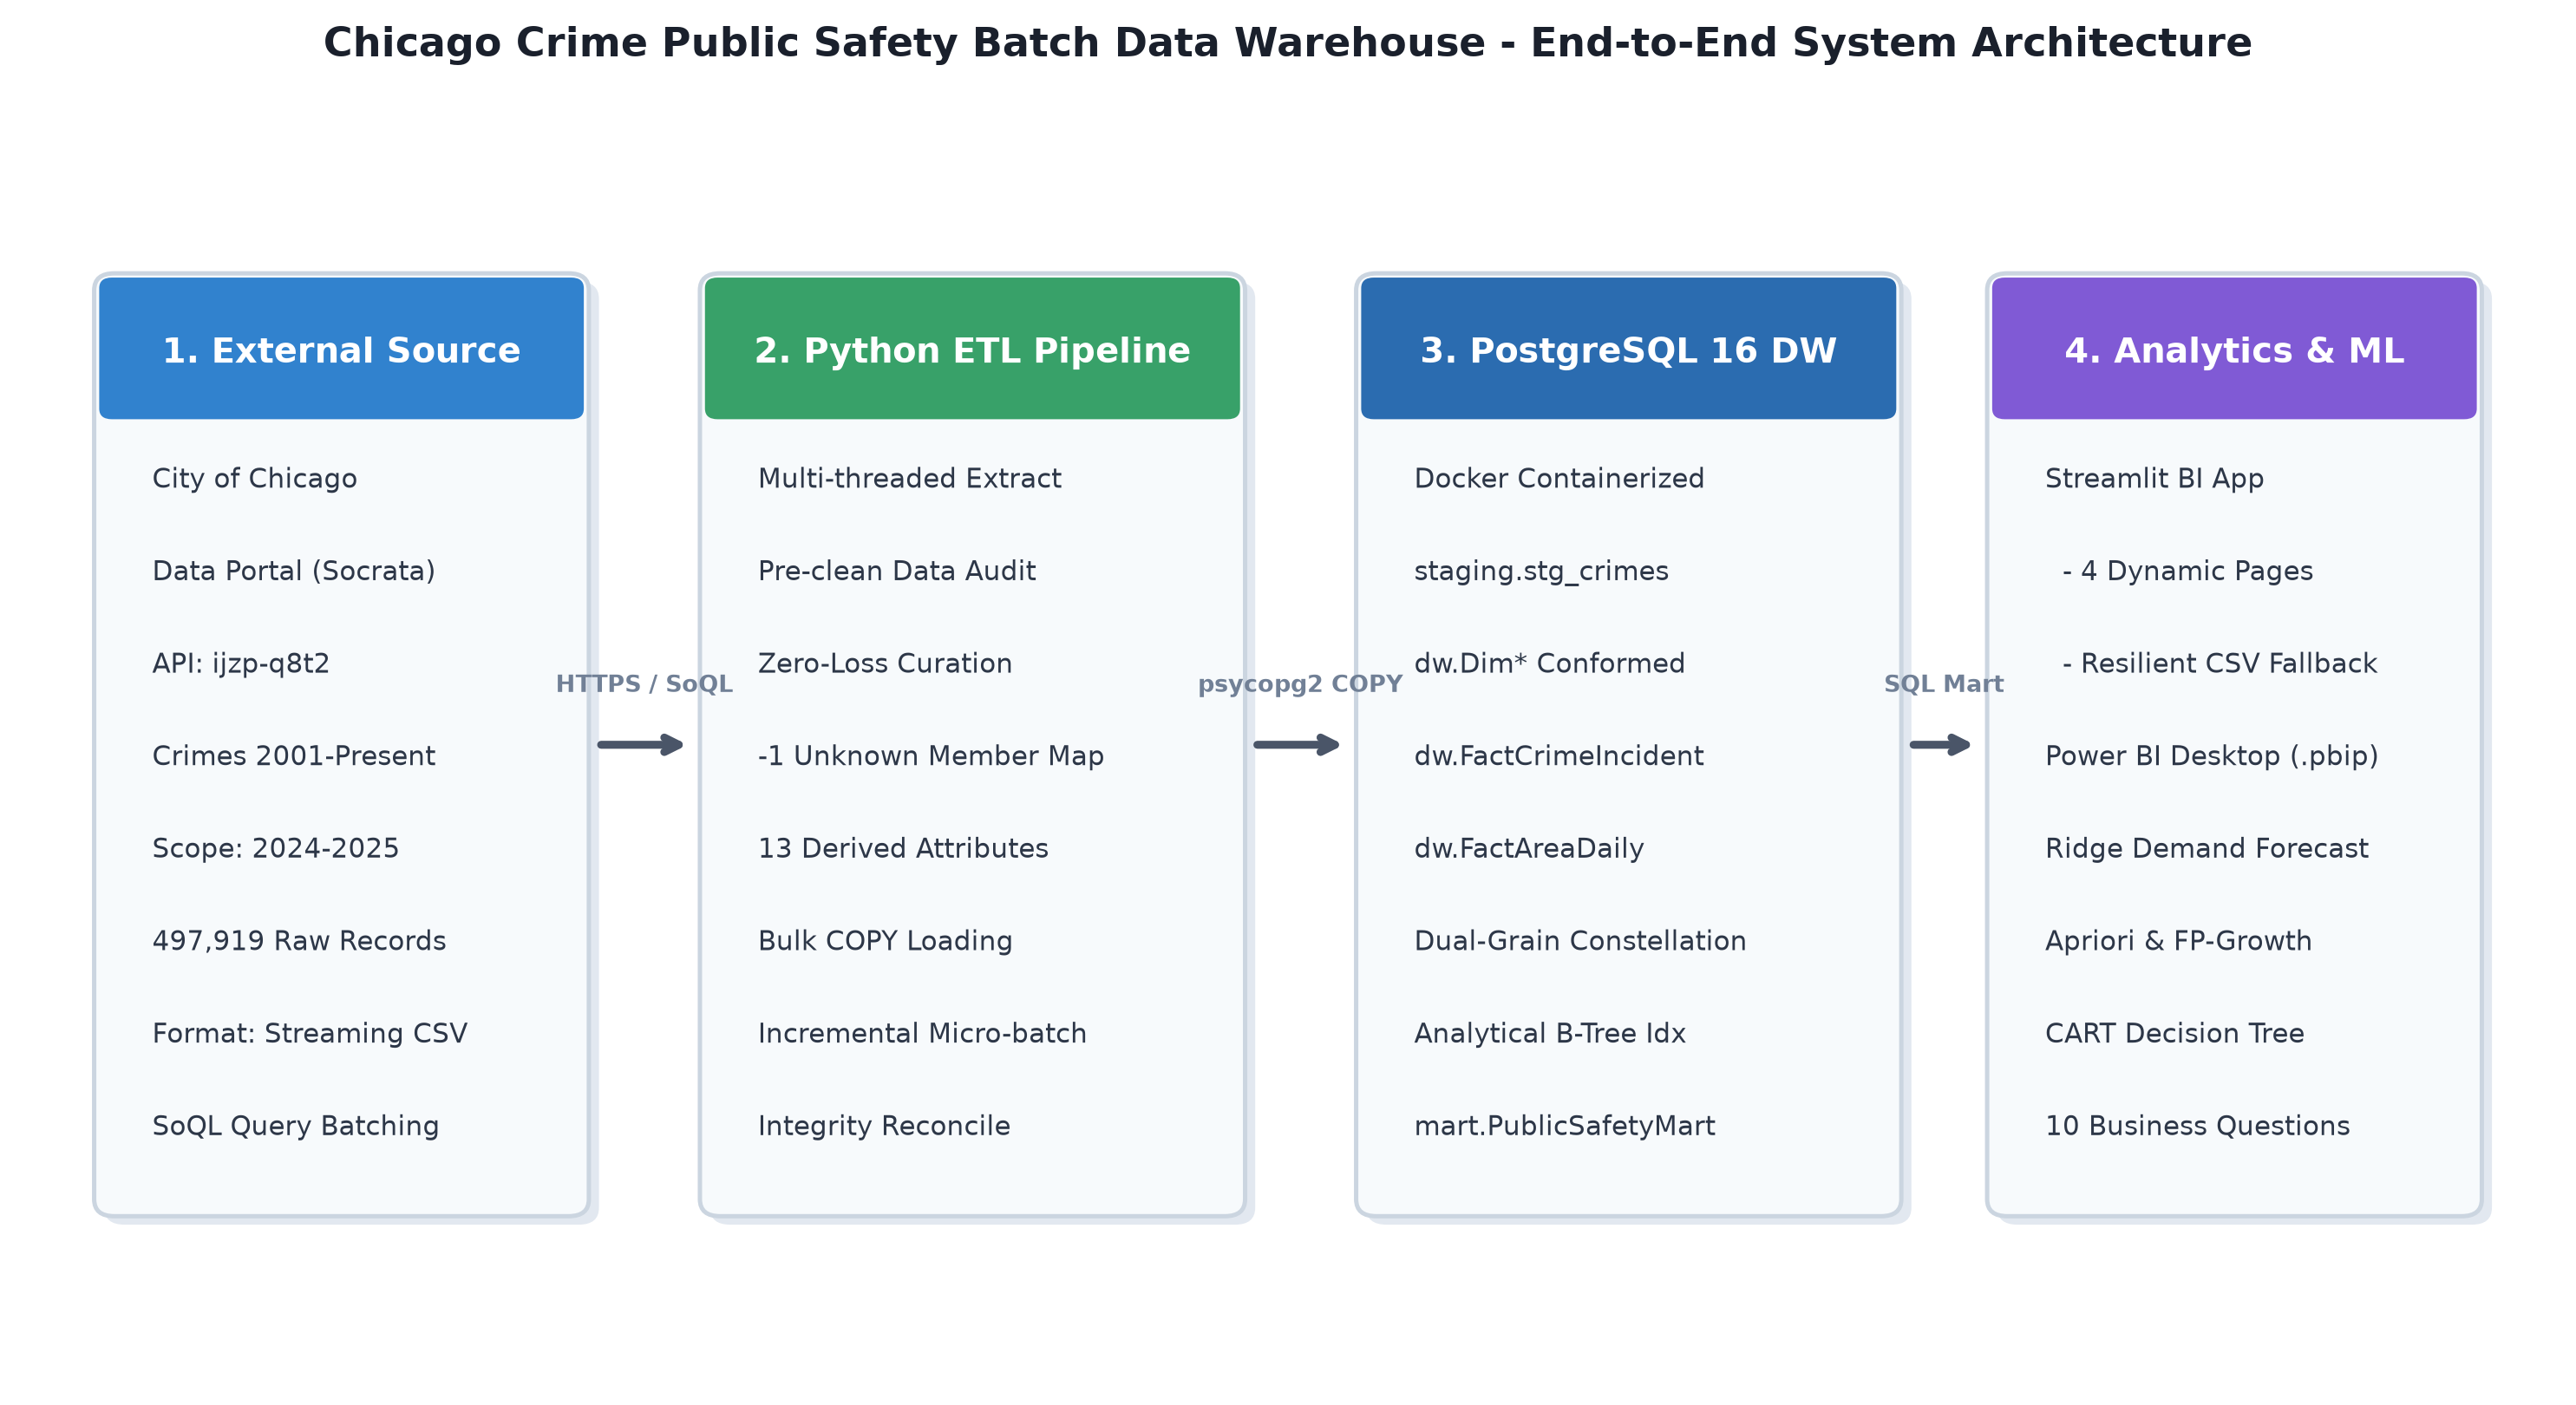 Chicago Crime Public Safety Batch Data Warehouse - End-to-End System Architecture
1. External Source
City of Chicago
Data Portal (Socrata)
API: ijzp-q8t2
Crimes 2001-Present
Scope: 2024-2025
497,919 Raw Records
Format: Streaming CSV
SoQL Query Batching
HTTPS / SoQL
2. Python ETL Pipeline
Multi-threaded Extract
Pre-clean Data Audit
Zero-Loss Curation
-1 Unknown Member Map
13 Derived Attributes
Bulk COPY Loading
Incremental Micro-batch
Integrity Reconcile
psycopg2 COPY
3. PostgreSQL 16 DW
Docker Containerized
staging.stg_crimes
dw.Dim* Conformed
dw.FactCrimeIncident
dw.FactAreaDaily
Dual-Grain Constellation
Analytical B-Tree Idx
mart.PublicSafetyMart
SQL Mart
4. Analytics & ML
Streamlit BI App
- 4 Dynamic Pages
- Resilient CSV Fallback
Power BI Desktop (.pbip)
Ridge Demand Forecast
Apriori & FP-Growth
CART Decision Tree
10 Business Questions